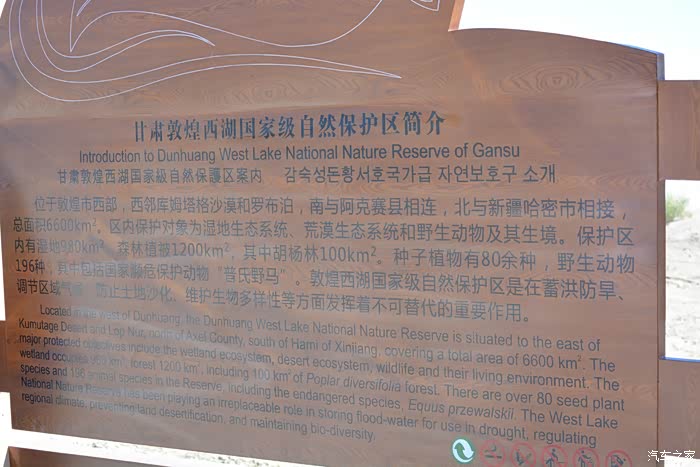 甘肃敦煌西湖国家级自然保护区简介
Introduction to Dunhuang West Lake National Nature Reserve of Gansu
甘肅敦煌西湖国家級自然保護区案内 감숙성돈황서호국가급 자연보호구 소개
位于敦煌市西部，西邻库姆塔格沙漠和罗布泊，南与阿克赛县相连，北与新疆哈密市相接，
总面积6600km²。区内保护对象为湿地生态系统、荒漠生态系统和野生动物及其生境。保护区
内有湿地980km²，森林植被1200km²，其中胡杨林100km²。种子植物有80余种，野生动物
196种，其中包括国家濒危保护动物“普氏野马”。敦煌西湖国家级自然保护区是在蓄洪防旱、
调节区域气候、防止土地沙化、维护生物多样性等方面发挥着不可替代的重要作用。
Located in the west of Dunhuang, the Dunhuang West Lake National Nature Reserve is situated to the east of
Kumutage Desert and Lop Nur, north of Axel County, south of Hami of Xinjiang, covering a total area of 6600 km². The
major protected objectives include the wetland ecosystem, desert ecosystem, wildlife and their living environment. The
wetland occupies 980 km², forest 1200 km², including 100 km² of Poplar diversifolia forest. There are over 80 seed plant
species and 196 animal species in the Reserve, including the endangered species, Equus przewalskii. The West Lake
National Nature Reserve has been playing an irreplaceable role in storing flood-water for use in drought, regulating
regional climate, preventing land desertification, and maintaining bio-diversity.
汽车之家